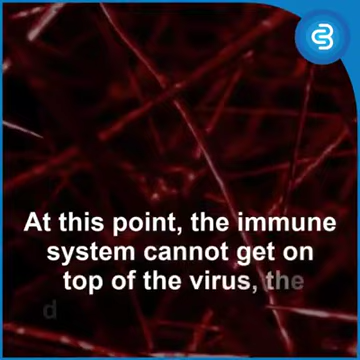 At this point, the immune
system cannot get on
top of the virus, the
d